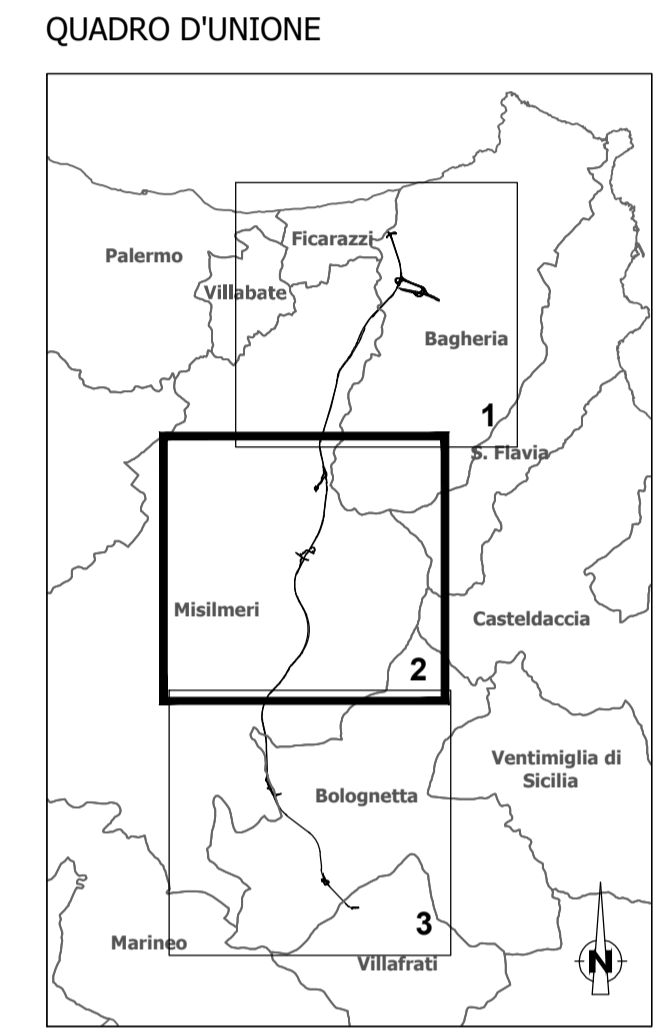 QUADRO D'UNIONE
Ficarazzi
Palermo
Villabate
Bagheria
1
S. Flavia
Misilmeri
Casteldaccia
2
Ventimiglia di
Sicilia
Bolognetta
3
Marineo
Villafrati
N